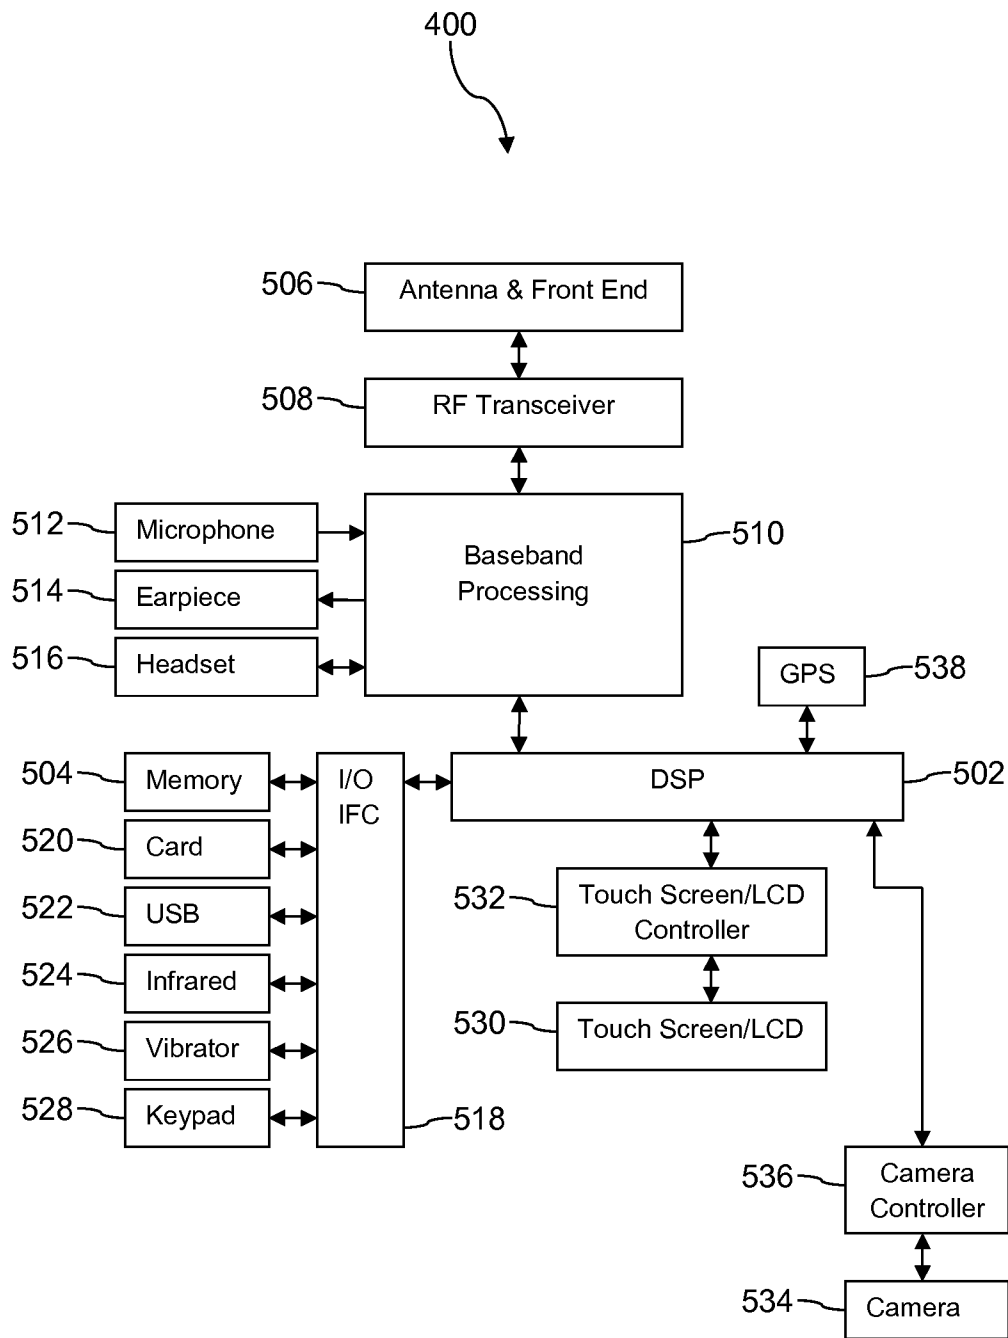 400
506
Antenna & Front End
508
RF Transceiver
512
Microphone
Baseband
Processing
510
514
Earpiece
516
Headset
GPS
538
504
Memory
I/O
IFC
DSP
502
520
Card
522
USB
532
Touch Screen/LCD
Controller
524
Infrared
530
Touch Screen/LCD
526
Vibrator
528
Keypad
518
536
Camera
Controller
534
Camera